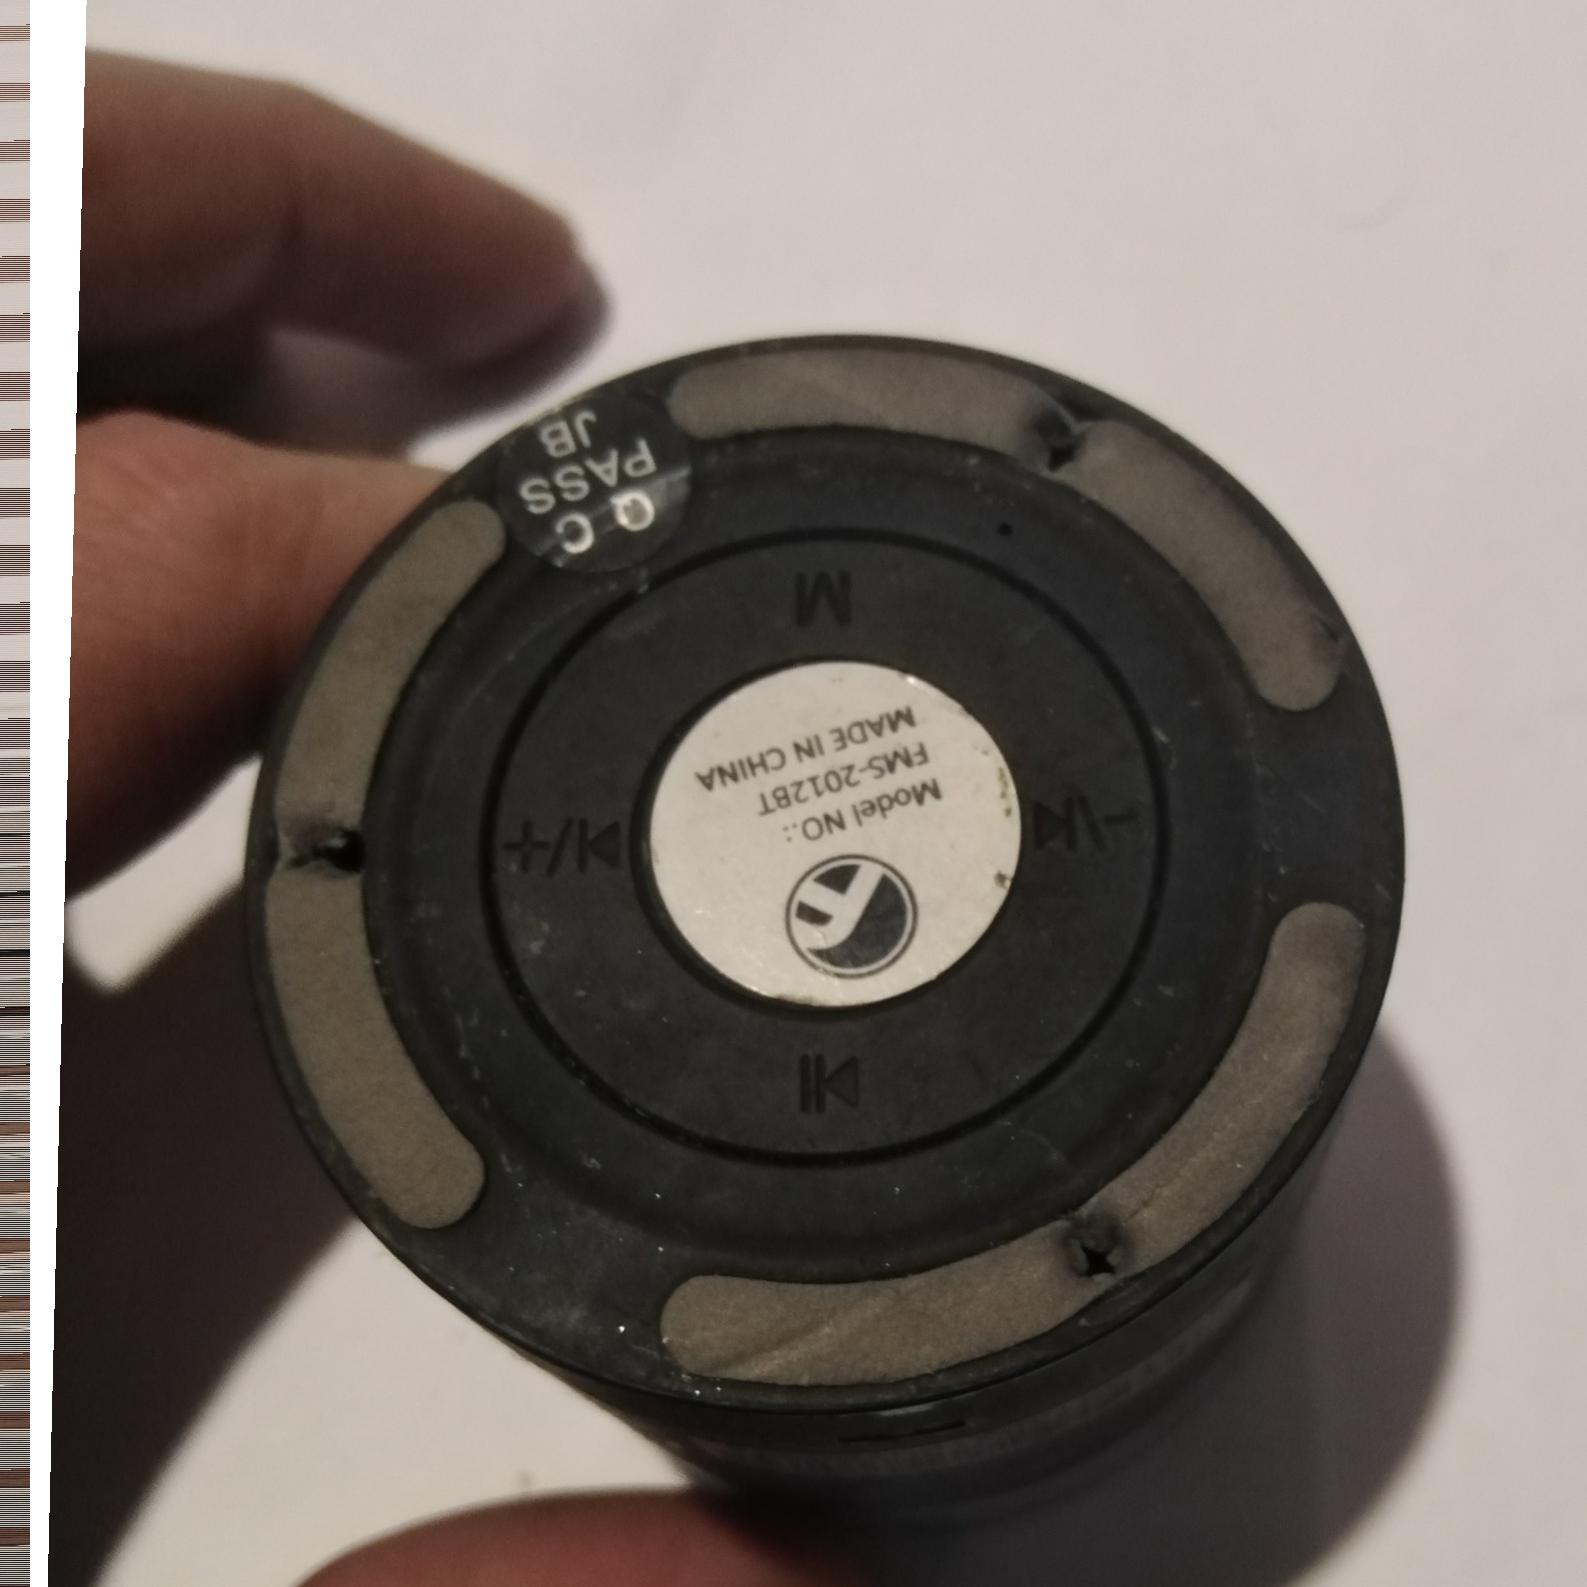 Model NO.:
FMS-2012BT
MADE IN CHINA
Q C
PASS
JB
M